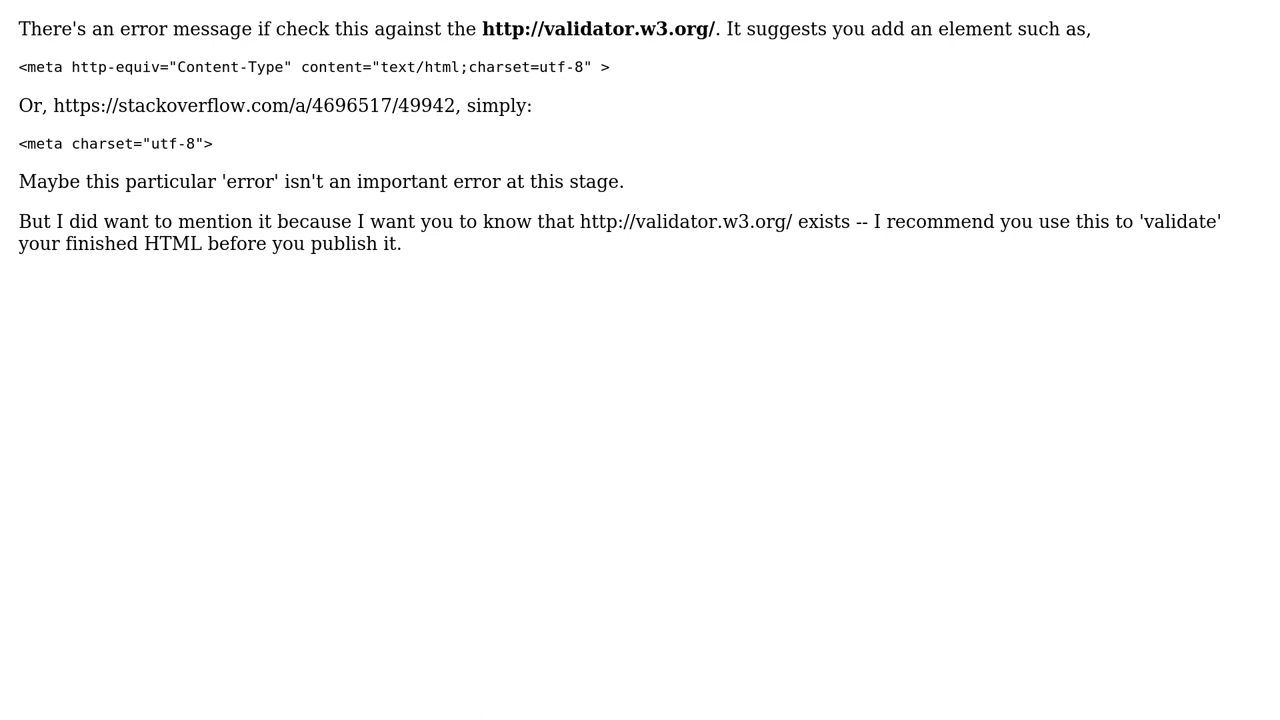 There's an error message if check this against the http://validator.w3.org/. It suggests you add an element such as,
<meta http-equiv="Content-Type" content="text/html;charset=utf-8" >
Or, https://stackoverflow.com/a/4696517/49942, simply:
<meta charset="utf-8">
Maybe this particular 'error' isn't an important error at this stage.
But I did want to mention it because I want you to know that http://validator.w3.org/ exists -- I recommend you use this to 'validate'
your finished HTML before you publish it.